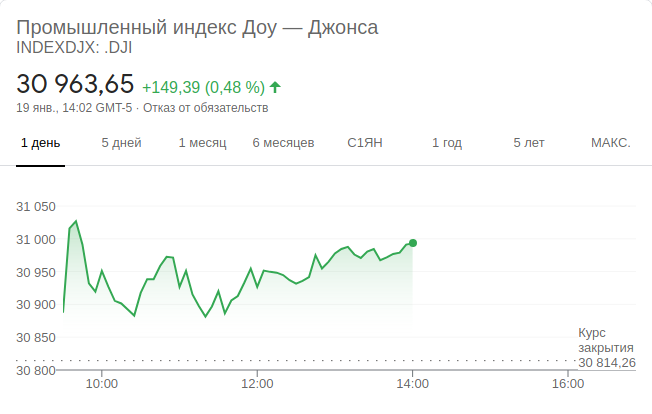 Промышленный индекс Доу — Джонса
INDEXDJX: .DJI
30 963,65 +149,39 (0,48 %)
19 янв., 14:02 GMT-5 · Отказ от обязательств
1 день 5 дней 1 месяц 6 месяцев С1ЯН 1 год 5 лет МАКС.
31 050
31 000
30 950
30 900
30 850
30 800
Курс
закрытия
30 814,26
10:00 12:00 14:00 16:00